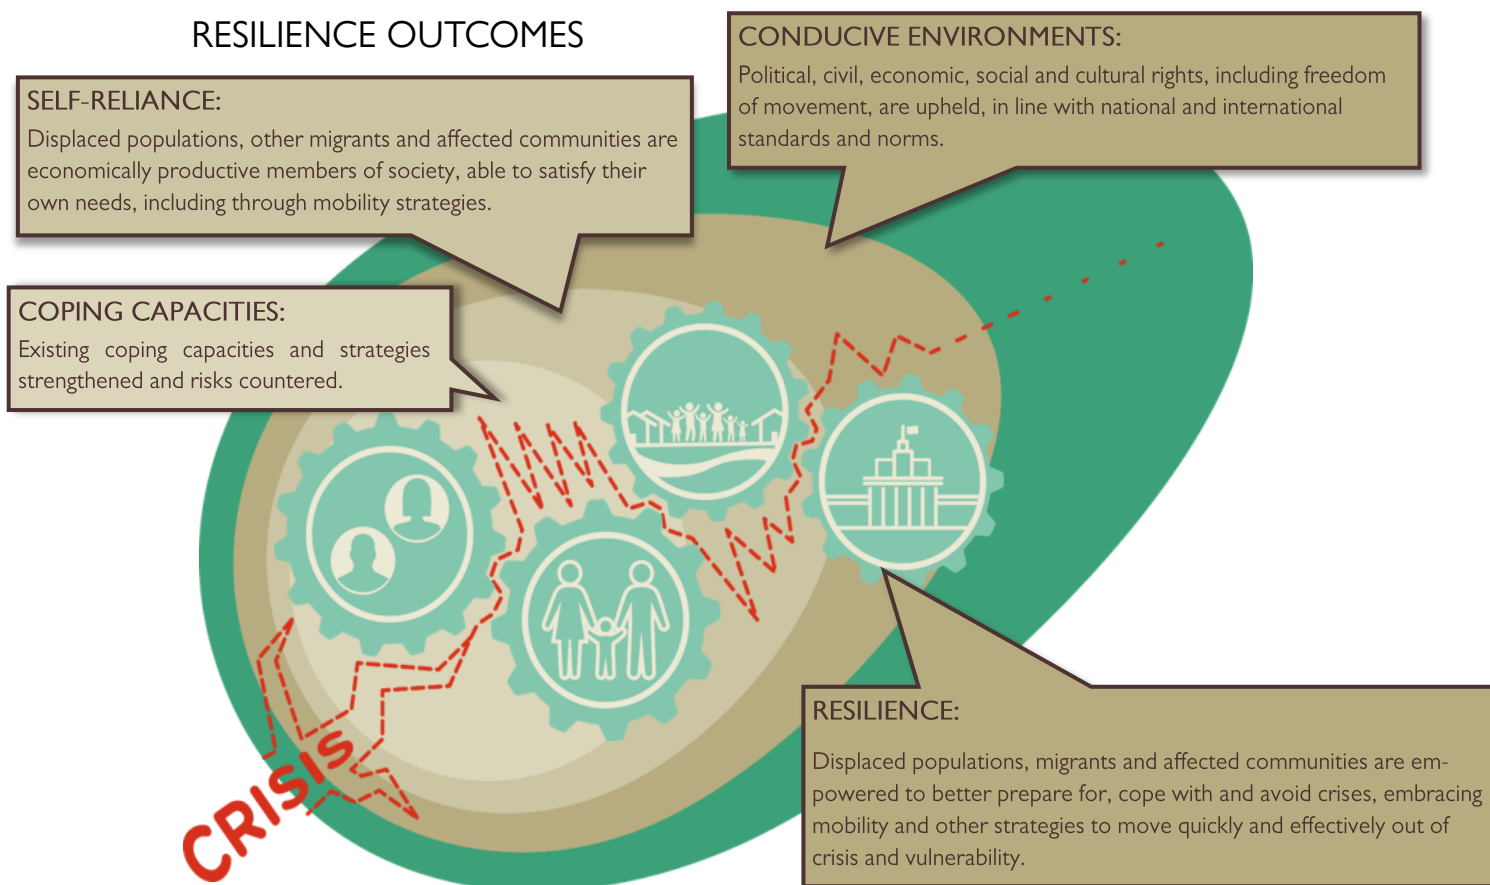 RESILIENCE OUTCOMES
CONDUCIVE ENVIRONMENTS:
Political, civil, economic, social and cultural rights, including freedom
of movement, are upheld, in line with national and international
standards and norms.
SELF-RELIANCE:
Displaced populations, other migrants and affected communities are
economically productive members of society, able to satisfy their
own needs, including through mobility strategies.
COPING CAPACITIES:
Existing coping capacities and strategies
strengthened and risks countered.
CRISIS
RESILIENCE:
Displaced populations, migrants and affected communities are em-
powered to better prepare for, cope with and avoid crises, embracing
mobility and other strategies to move quickly and effectively out of
crisis and vulnerability.